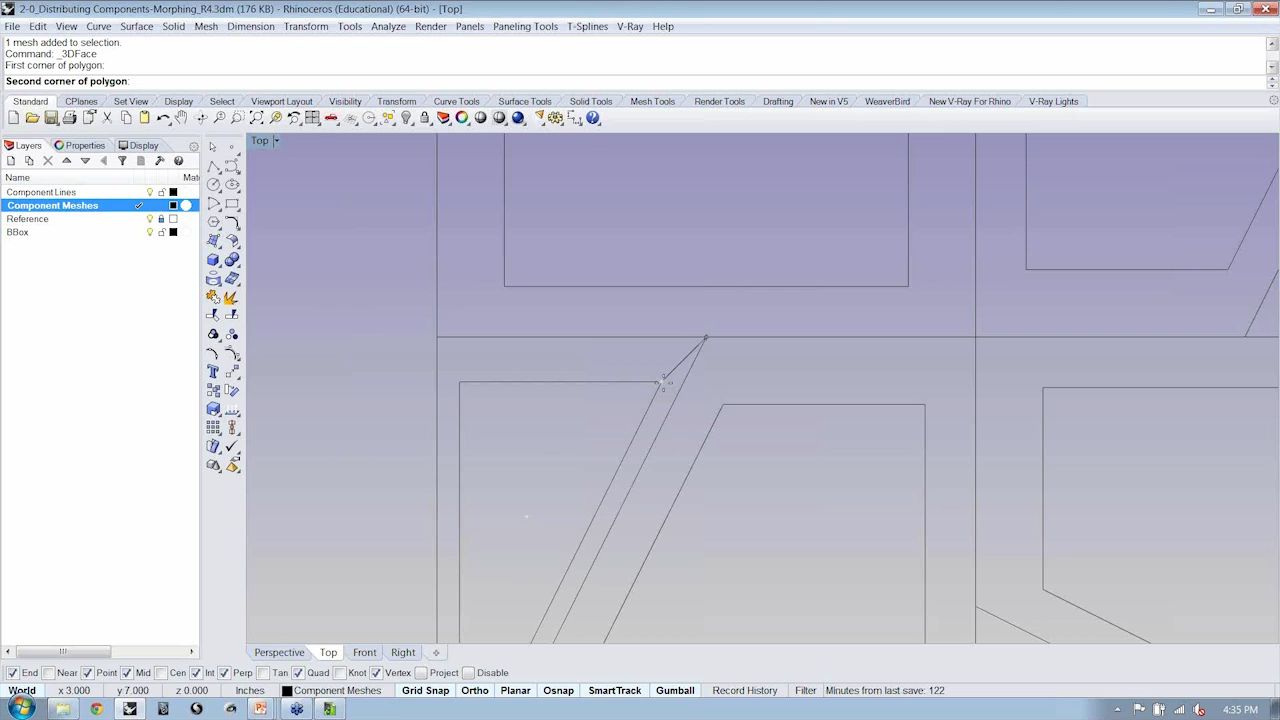 2-0_Distributing Components-Morphing_R4.3dm (176 KB) - Rhinoceros (Educational) (64-bit) - [Top]
File Edit View Curve Surface Solid Mesh Dimension Transform Tools Analyze Render Panels Paneling Tools T-Splines V-Ray Help
1 mesh added to selection.
Command: _3DFace
First corner of polygon:
Second corner of polygon:
Standard CPlanes Set View Display Select Viewport Layout Visibility Transform Curve Tools Surface Tools Solid Tools Mesh Tools Render Tools Drafting New in V5 WeaverBird New V-Ray For Rhino V-Ray Lights
Layers Properties Display
Top
Name Mate
Component Lines
Component Meshes
Reference
BBox
Perspective Top Front Right
End Near Point Mid Cen Int Perp Tan Quad Knot Vertex Project Disable
World x 3.000 y 7.000 z 0.000 Inches Component Meshes Grid Snap Ortho Planar Osnap SmartTrack Gumball Record History Filter Minutes from last save: 122
4:35 PM